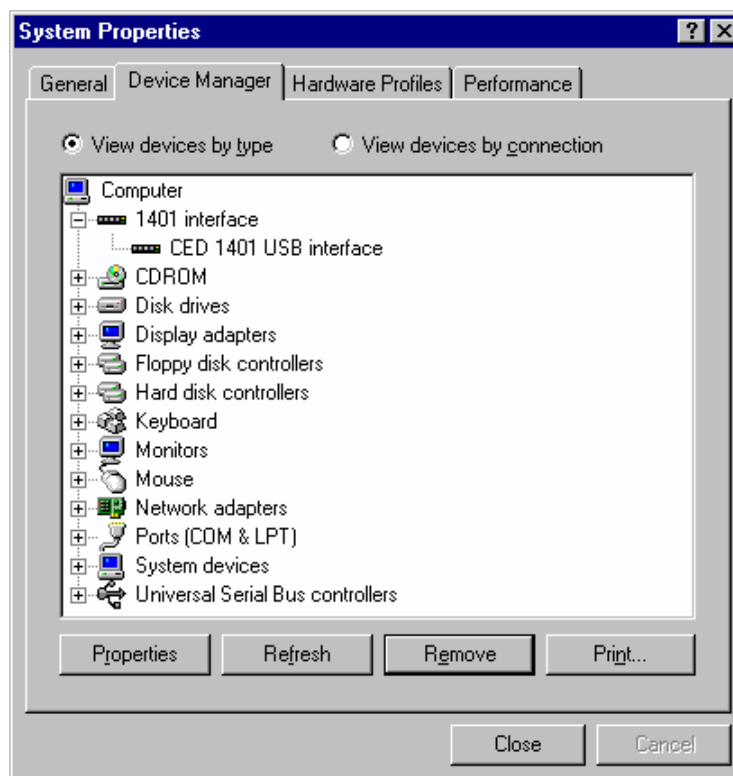 System Properties
General Device Manager Hardware Profiles Performance
View devices by type View devices by connection
Computer
1401 interface
CED 1401 USB interface
CDROM
Disk drives
Display adapters
Floppy disk controllers
Hard disk controllers
Keyboard
Monitors
Mouse
Network adapters
Ports (COM & LPT)
System devices
Universal Serial Bus controllers
Properties Refresh Remove Print...
Close Cancel